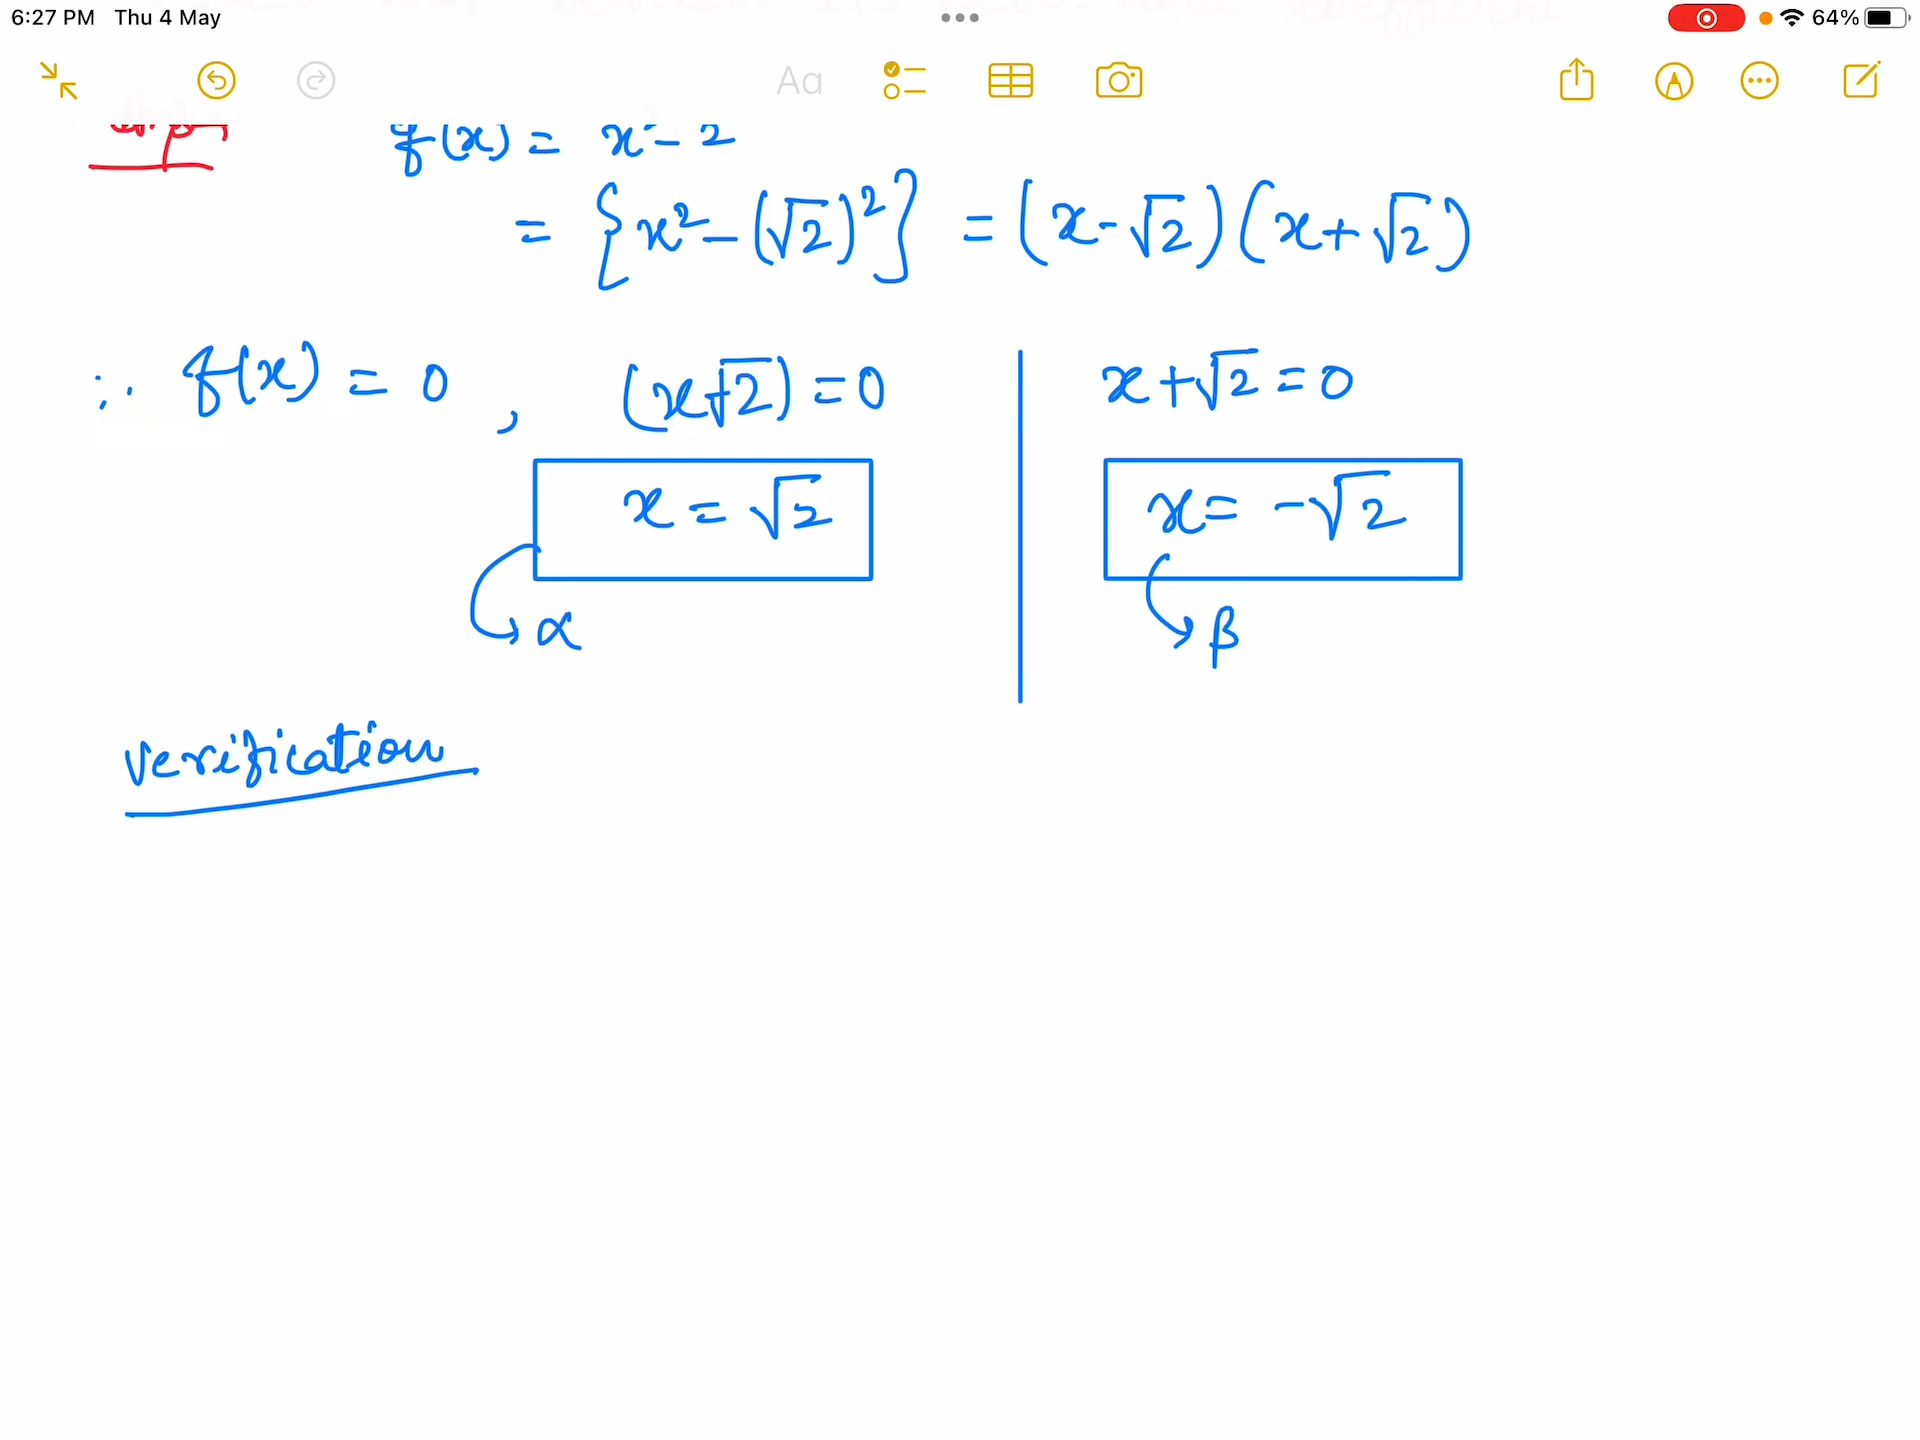 6:27 PM Thu 4 May 64%
Aa
f(x) = x² - 2
= {x² - (√2)²} = (x-√2)(x+√2)
∴ f(x) = 0 , (x-√2) = 0 x+√2 = 0
x = √2 x = -√2
α β
verification